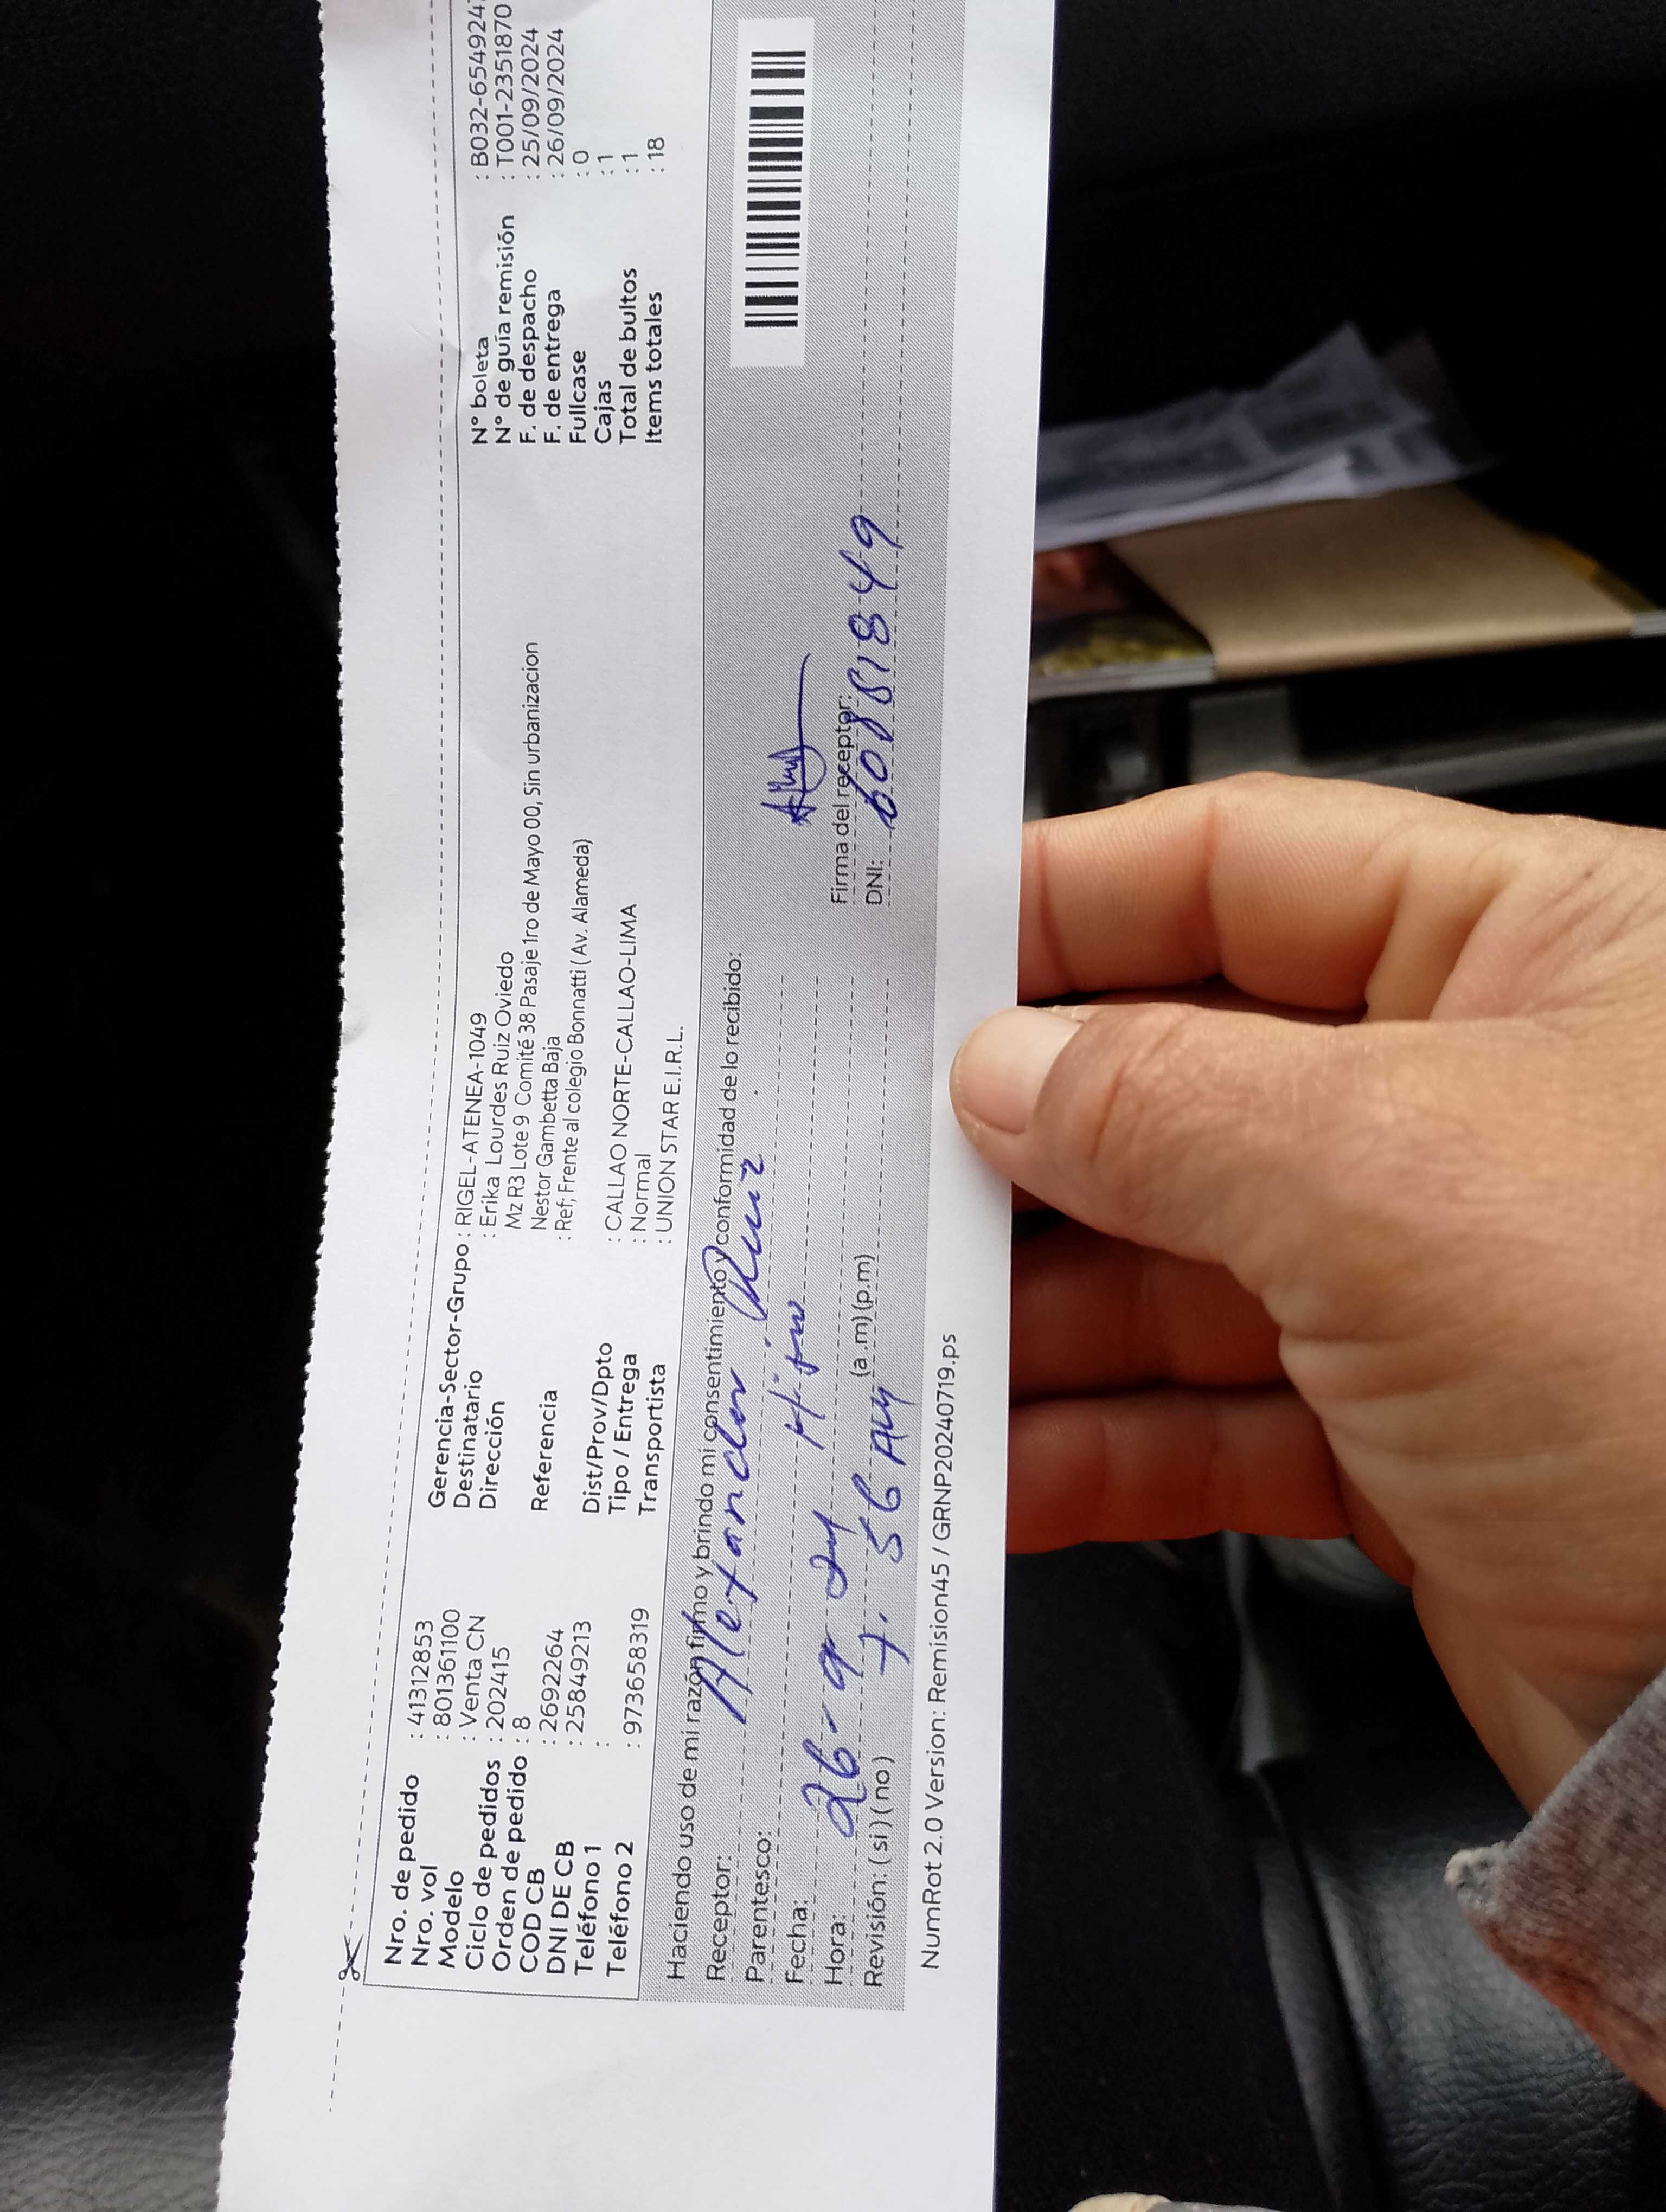 Nro. de pedido : 41312853
Nro. vol : 801361100
Modelo : Venta CN
Ciclo de pedidos : 202415
Orden de pedido : 8
COD CB : 26922264
DNI DE CB : 25849213
Teléfono 1 :
Teléfono 2 : 973658319
Gerencia-Sector-Grupo : RIGEL-ATENEA-1049
Destinatario : Erika Lourdes Ruiz Oviedo
Dirección Mz R3 Lote 9 Comité 38 Pasaje 1ro de Mayo 00, Sin urbanizacion
Nestor Gambetta Baja
Referencia : Ref; Frente al colegio Bonnatti ( Av. Alameda)
Dist/Prov/Dpto : CALLAO NORTE-CALLAO-LIMA
Tipo / Entrega : Normal
Transportista : UNION STAR E.I.R.L.
N° boleta : B032-654924
N° de guía remisión : T001-2351870
F. de despacho : 25/09/2024
F. de entrega : 26/09/2024
Fullcase : 0
Cajas : 1
Total de bultos : 1
Items totales : 18
Haciendo uso de mi razón firmo y brindo mi consentimiento y conformidad de lo recibido:
Receptor: Alexander Ruiz
Parentesco: Hijo
Fecha: 26-9-24
Hora: 7.56 AM (a .m) (p.m)
Revisión: ( si ) ( no )
Firma del receptor:
DNI: 60881849
NumRot 2.0 Version: Remision45 / GRNP20240719.ps